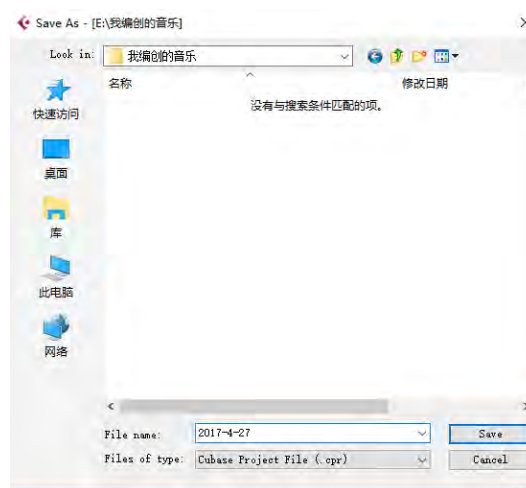 Save As - [E:\我编创的音乐]
Look in: 我编创的音乐
名称 修改日期
没有与搜索条件匹配的项。
快速访问
桌面
库
此电脑
网络
File name: 2017-4-27 Save
Files of type: Cubase Project File (.cpr) Cancel